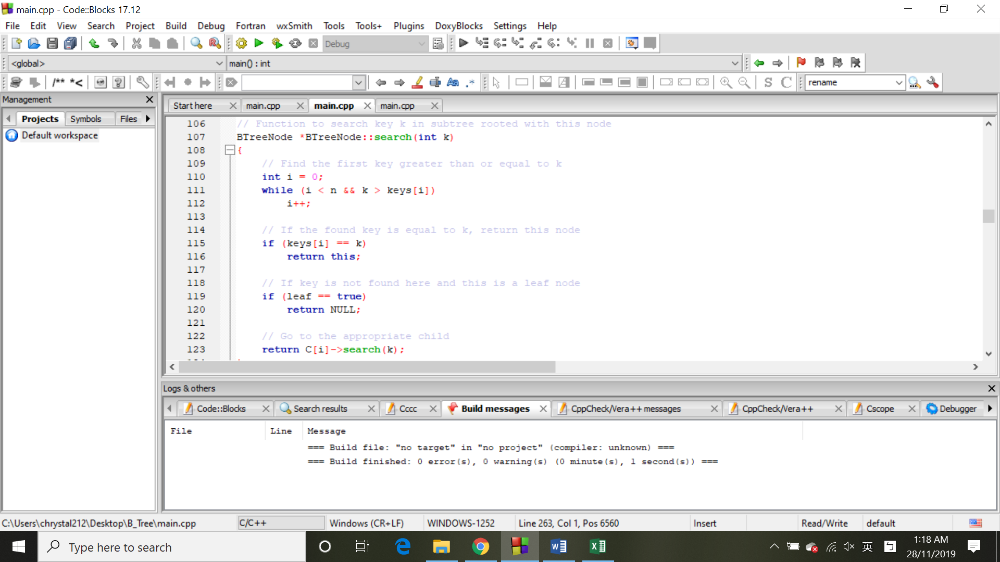 main.cpp - Code::Blocks 17.12
File Edit View Search Project Build Debug Fortran wxSmith Tools Tools+ Plugins DoxyBlocks Settings Help
Debug
<global> main() : int
/** *< Aa .* S C rename
Management
Projects Symbols Files
Default workspace
Start here main.cpp main.cpp main.cpp
106 // Function to search key k in subtree rooted with this node
107 BTreeNode *BTreeNode::search(int k)
108 {
109 // Find the first key greater than or equal to k
110 int i = 0;
111 while (i < n && k > keys[i])
112 i++;
113
114 // If the found key is equal to k, return this node
115 if (keys[i] == k)
116 return this;
117
118 // If key is not found here and this is a leaf node
119 if (leaf == true)
120 return NULL;
121
122 // Go to the appropriate child
123 return C[i]->search(k);
Logs & others
Code::Blocks Search results Cccc Build messages CppCheck/Vera++ messages CppCheck/Vera++ Cscope Debugger
File Line Message
=== Build file: "no target" in "no project" (compiler: unknown) ===
=== Build finished: 0 error(s), 0 warning(s) (0 minute(s), 1 second(s)) ===
C:\Users\chrystal212\Desktop\B_Tree\main.cpp C/C++ Windows (CR+LF) WINDOWS-1252 Line 263, Col 1, Pos 6560 Insert Read/Write default
Type here to search
英
1:18 AM
28/11/2019